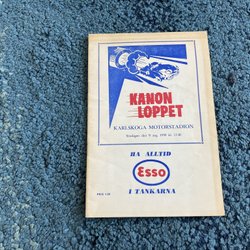 KANON
LOPPET
KARLSKOGA MOTORSTADION
HA ALLTID
Esso
I TANKARNA